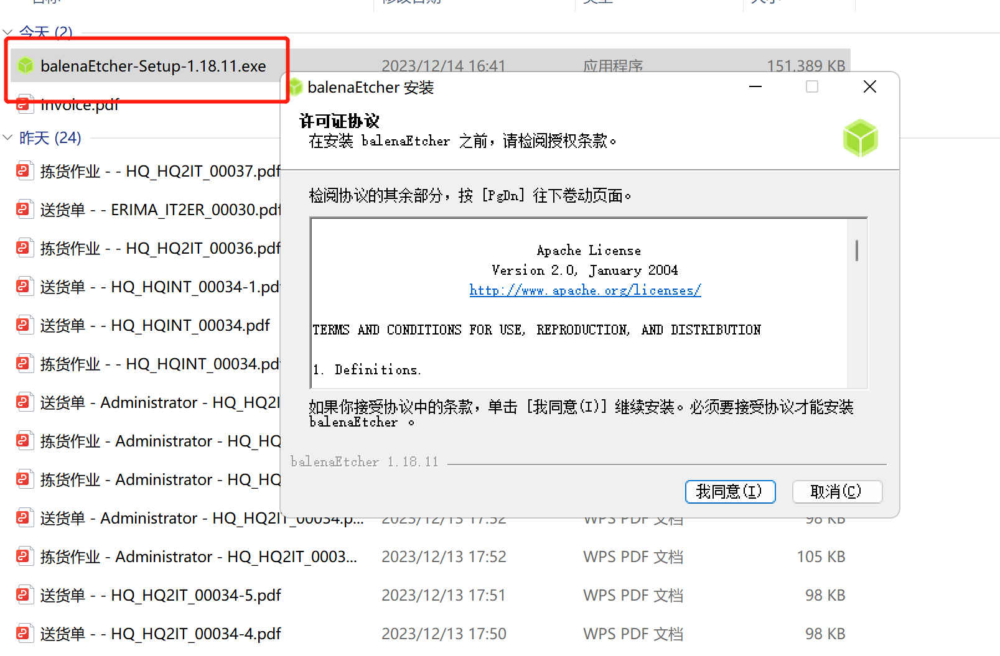 名称 修改日期 类型 大小
今天 (2)
balenaEtcher-Setup-1.18.11.exe 2023/12/14 16:41 应用程序 151,389 KB
Invoice.pdf
昨天 (24)
拣货作业 - - HQ_HQ2IT_00037.pdf
送货单 - - ERIMA_IT2ER_00030.pdf
拣货作业 - - HQ_HQ2IT_00036.pdf
送货单 - - HQ_HQINT_00034-1.pdf
送货单 - - HQ_HQINT_00034.pdf
拣货作业 - - HQ_HQINT_00034.pdf
送货单 - Administrator - HQ_HQ2I
拣货作业 - Administrator - HQ_HQ
拣货作业 - Administrator - HQ_HQ
送货单 - Administrator - HQ_HQ2IT_00034.p... 2023/12/13 17:52 WPS PDF 文档 98 KB
拣货作业 - Administrator - HQ_HQ2IT_0003... 2023/12/13 17:52 WPS PDF 文档 105 KB
送货单 - - HQ_HQ2IT_00034-5.pdf 2023/12/13 17:51 WPS PDF 文档 98 KB
送货单 - - HQ_HQ2IT_00034-4.pdf 2023/12/13 17:50 WPS PDF 文档 98 KB
balenaEtcher 安装
许可证协议
在安装 balenaEtcher 之前，请检阅授权条款。
检阅协议的其余部分，按 [PgDn] 往下卷动页面。
Apache License
Version 2.0, January 2004
http://www.apache.org/licenses/
TERMS AND CONDITIONS FOR USE, REPRODUCTION, AND DISTRIBUTION
1. Definitions.
如果你接受协议中的条款，单击 [我同意(I)] 继续安装。必须要接受协议才能安装
balenaEtcher 。
balenaEtcher 1.18.11
我同意(I) 取消(C)